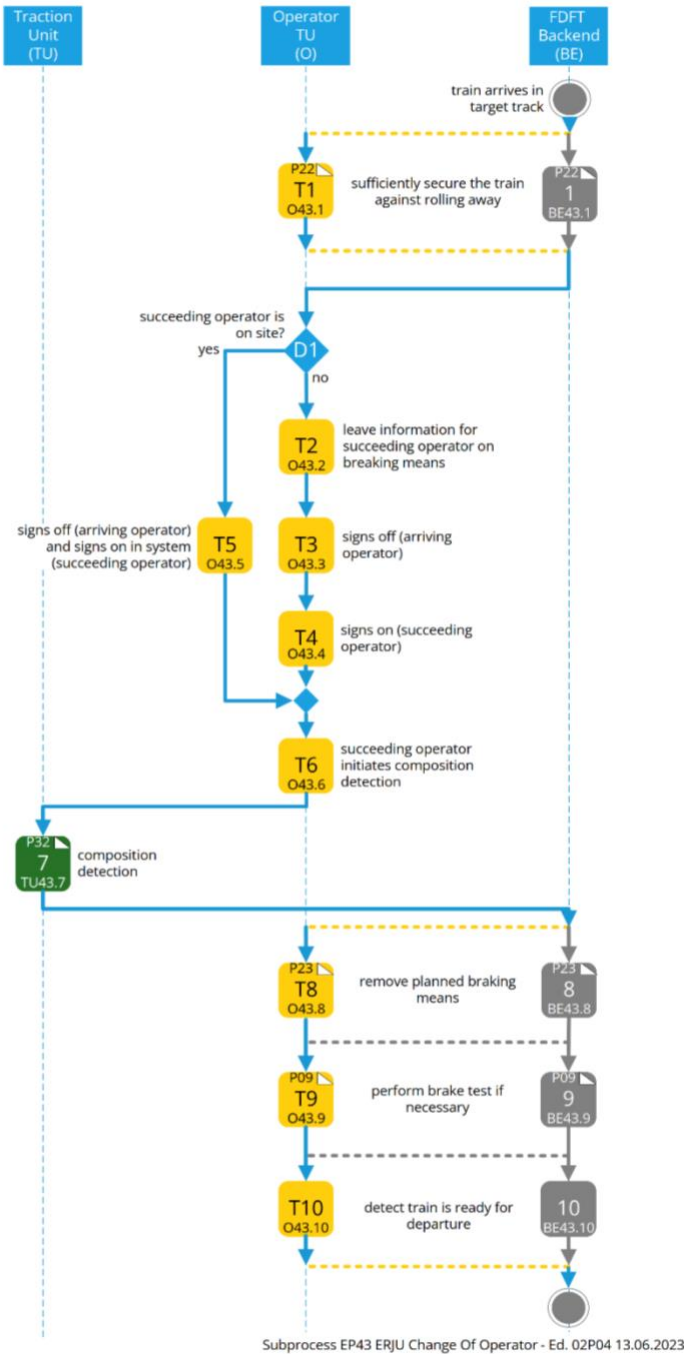 Traction
Unit
(TU)
Operator
TU
(O)
FDFT
Backend
(BE)
train arrives in
target track
P22
T1
O43.1
sufficiently secure the train
against rolling away
P22
1
BE43.1
succeeding operator is
on site?
yes
D1
no
T2
O43.2
leave information for
succeeding operator on
breaking means
signs off (arriving operator)
and signs on in system
(succeeding operator)
T5
O43.5
T3
O43.3
signs off (arriving
operator)
T4
O43.4
signs on (succeeding
operator)
T6
O43.6
succeeding operator
initiates composition
detection
P32
7
TU43.7
composition
detection
P23
T8
O43.8
remove planned braking
means
P23
8
BE43.8
P09
T9
O43.9
perform brake test if
necessary
P09
9
BE43.9
T10
O43.10
detect train is ready for
departure
10
BE43.10
Subprocess EP43 ERJU Change Of Operator - Ed. 02P04 13.06.2023